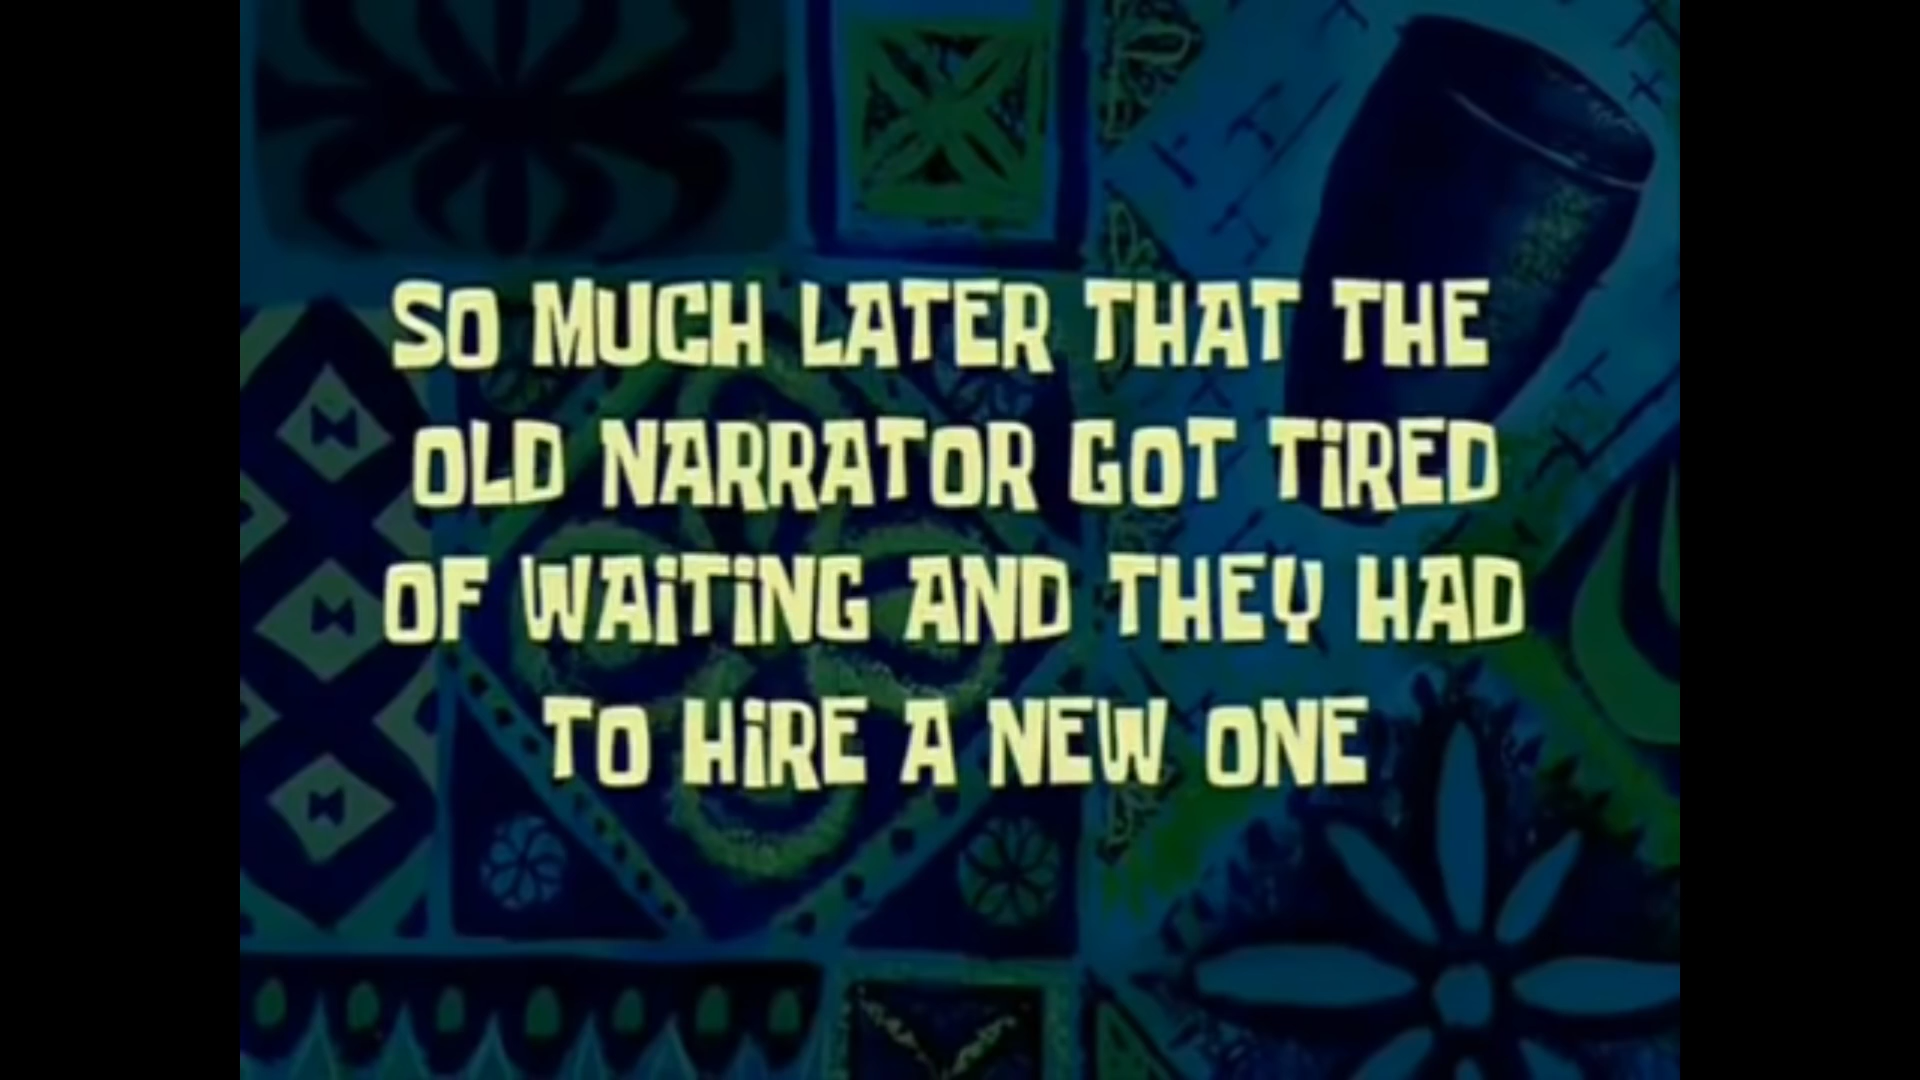 SO MUCH LATER THAT THE
OLD NARRATOR GOT TiRED
OF WAiTiNG AND THEY HAD
TO HiRE A NEW ONE